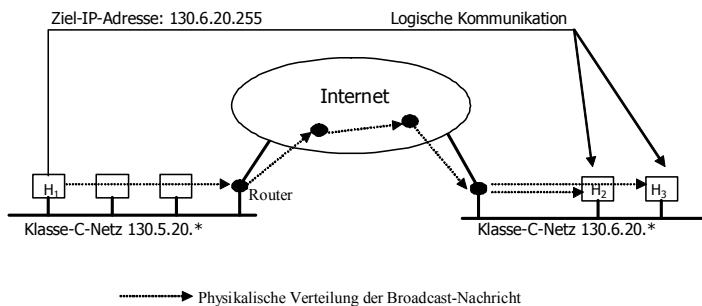 Ziel-IP-Adresse: 130.6.20.255
Logische Kommunikation
Internet
H1
Router
H2
H3
Klasse-C-Netz 130.5.20.*
Klasse-C-Netz 130.6.20.*
Physikalische Verteilung der Broadcast-Nachricht